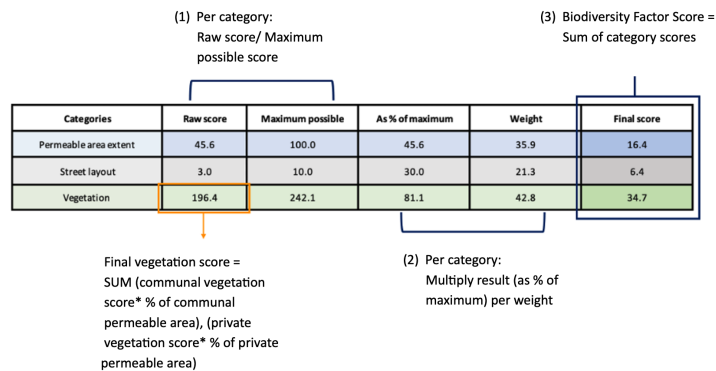 (1) Per category:
Raw score/ Maximum
possible score
(3) Biodiversity Factor Score =
Sum of category scores
Categories Raw score Maximum possible As % of maximum Weight Final score
Permeable area extent 45.6 100.0 45.6 35.9 16.4
Street layout 3.0 10.0 30.0 21.3 6.4
Vegetation 196.4 242.1 81.1 42.8 34.7
Final vegetation score =
SUM (communal vegetation
score* % of communal
permeable area), (private
vegetation score* % of private
permeable area)
(2) Per category:
Multiply result (as % of
maximum) per weight